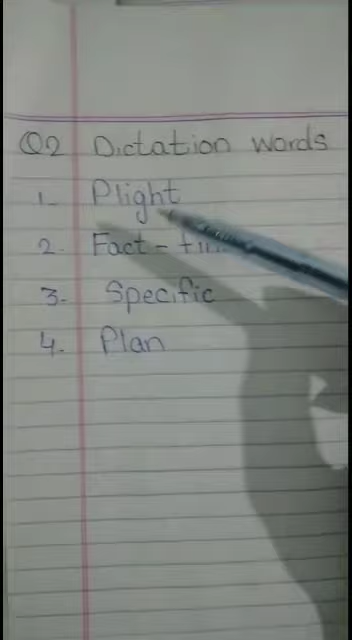 Q2 Dictation words
1. Plight
2. Fact -
3. Specific
4. Plan